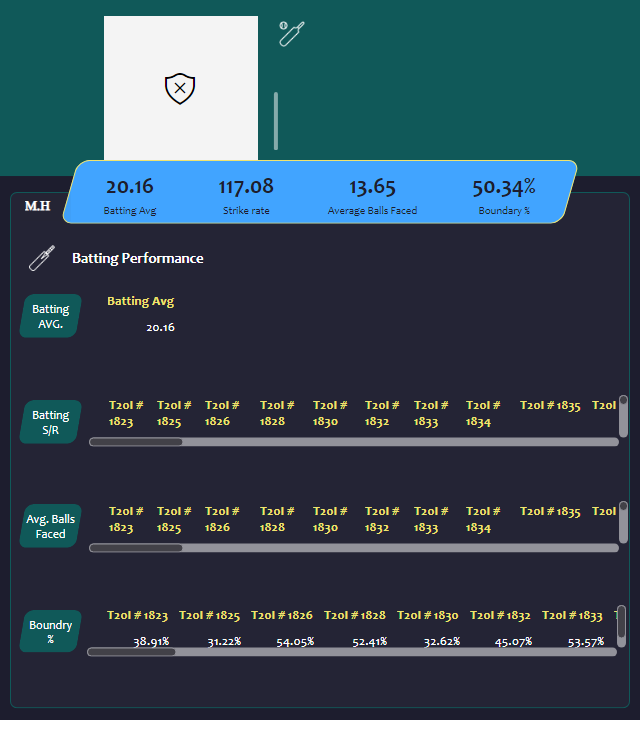 20.16 117.08 13.65 50.34%
Batting Avg Strike rate Average Balls Faced Boundary %
M.H
Batting Performance
Batting
AVG.
Batting Avg
20.16
Batting
S/R
T20I # T20I # T20I # T20I # T20I # T20I # T20I # T20I # T20I # 1835 T20I
1823 1825 1826 1828 1830 1832 1833 1834
Avg. Balls
Faced
T20I # T20I # T20I # T20I # T20I # T20I # T20I # T20I # T20I # 1835 T20I
1823 1825 1826 1828 1830 1832 1833 1834
Boundry
%
T20I # 1823 T20I # 1825 T20I # 1826 T20I # 1828 T20I # 1830 T20I # 1832 T20I # 1833
38.91% 31.22% 54.05% 52.41% 32.62% 45.07% 53.57%